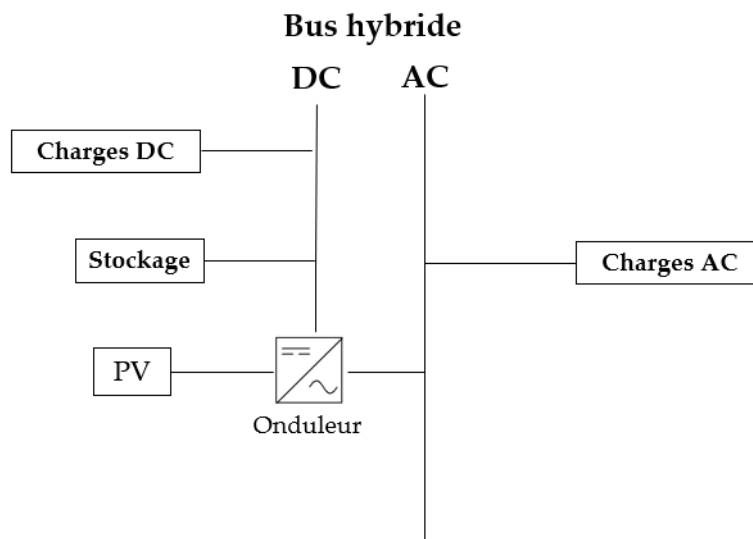 Bus hybride
DC AC
Charges DC
Stockage
Charges AC
PV
Onduleur